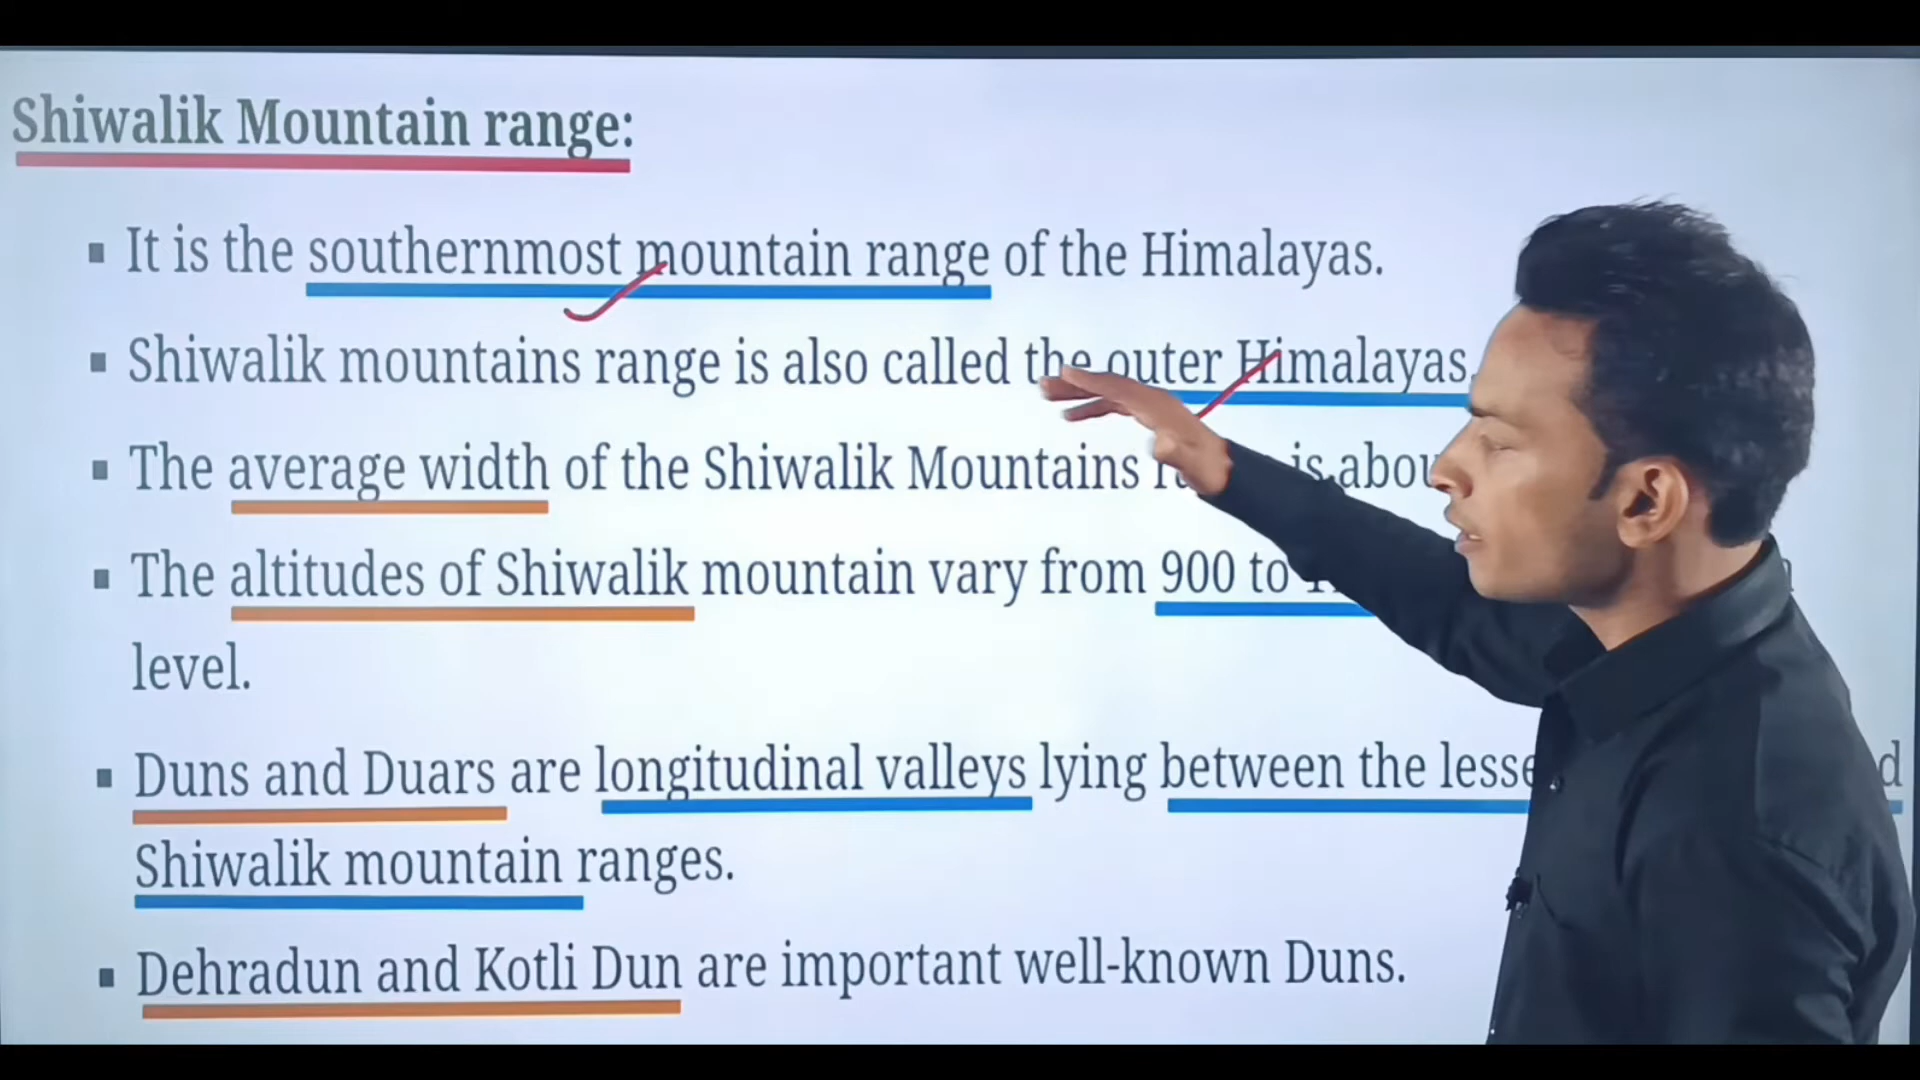 Shiwalik Mountain range:
▪ It is the southernmost mountain range of the Himalayas.
▪ Shiwalik mountains range is also called the outer Himalayas.
▪ The average width of the Shiwalik Mountains is
▪ The altitudes of Shiwalik mountain vary from 900 to
level.
▪ Duns and Duars are longitudinal valleys lying between the
Shiwalik mountain ranges.
▪ Dehradun and Kotli Dun are important well-known Duns.